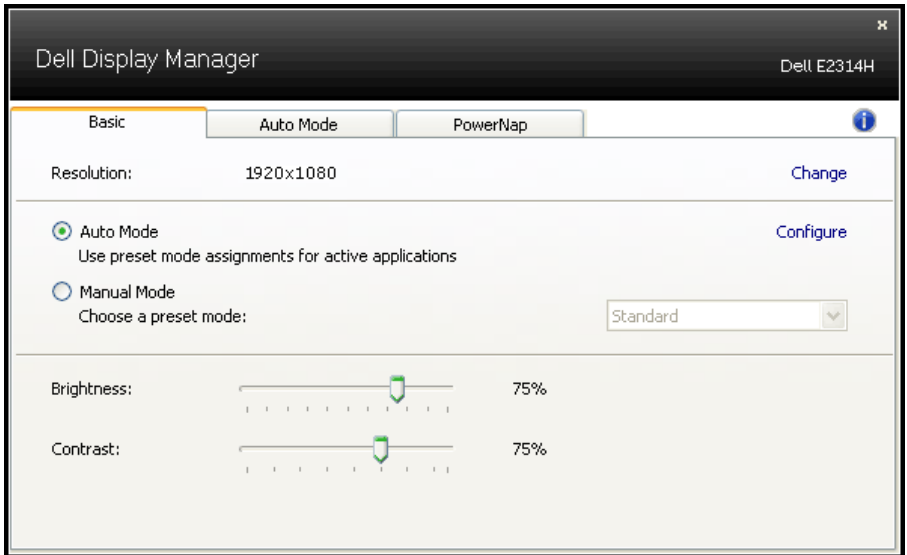 x
Dell Display Manager
Dell E2314H
Basic
Auto Mode
PowerNap
i
Resolution: 1920x1080 Change
Auto Mode Configure
Use preset mode assignments for active applications
Manual Mode
Choose a preset mode: Standard
Brightness: 75%
Contrast: 75%